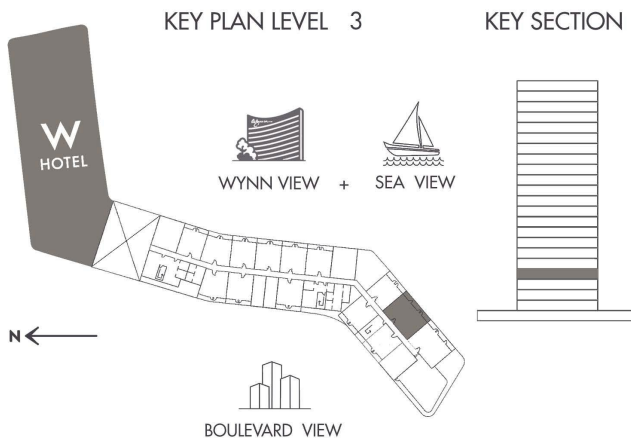 KEY PLAN LEVEL 3
KEY SECTION
W
HOTEL
WYNN VIEW + SEA VIEW
N
BOULEVARD VIEW